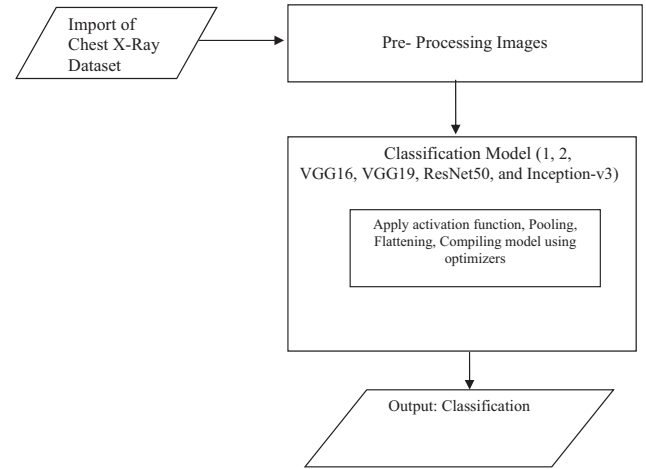 Import of
Chest X-Ray
Dataset
Pre- Processing Images
Classification Model (1, 2,
VGG16, VGG19, ResNet50, and Inception-v3)
Apply activation function, Pooling,
Flattening, Compiling model using
optimizers
Output: Classification